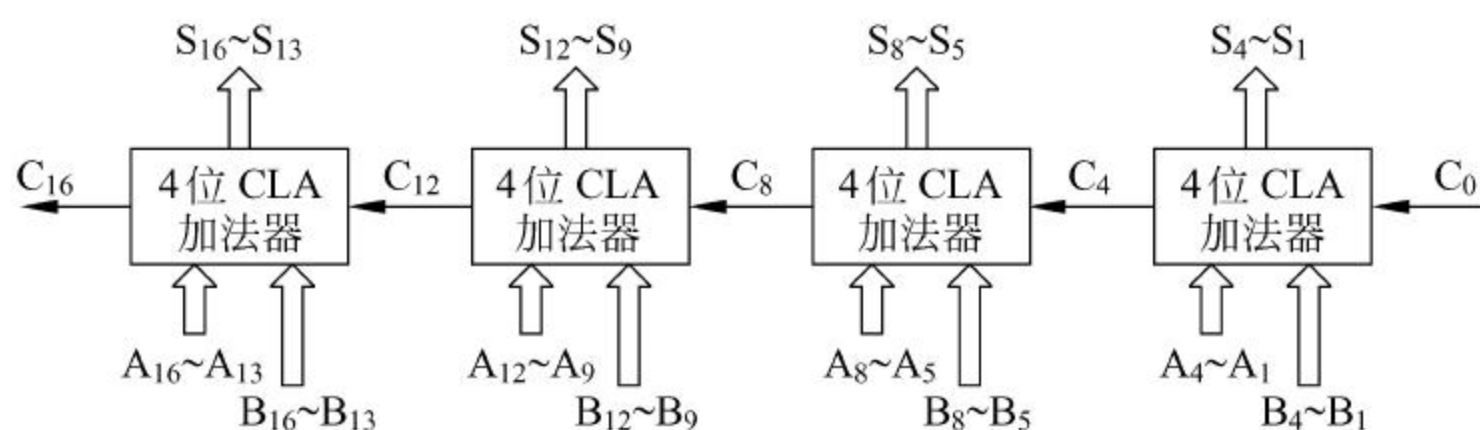 S₁₆~S₁₃ S₁₂~S₉ S₈~S₅ S₄~S₁
C₁₆ 4位 CLA 加法器 C₁₂ 4位 CLA 加法器 C₈ 4位 CLA 加法器 C₄ 4位 CLA 加法器 C₀
A₁₆~A₁₃ A₁₂~A₉ A₈~A₅ A₄~A₁
B₁₆~B₁₃ B₁₂~B₉ B₈~B₅ B₄~B₁